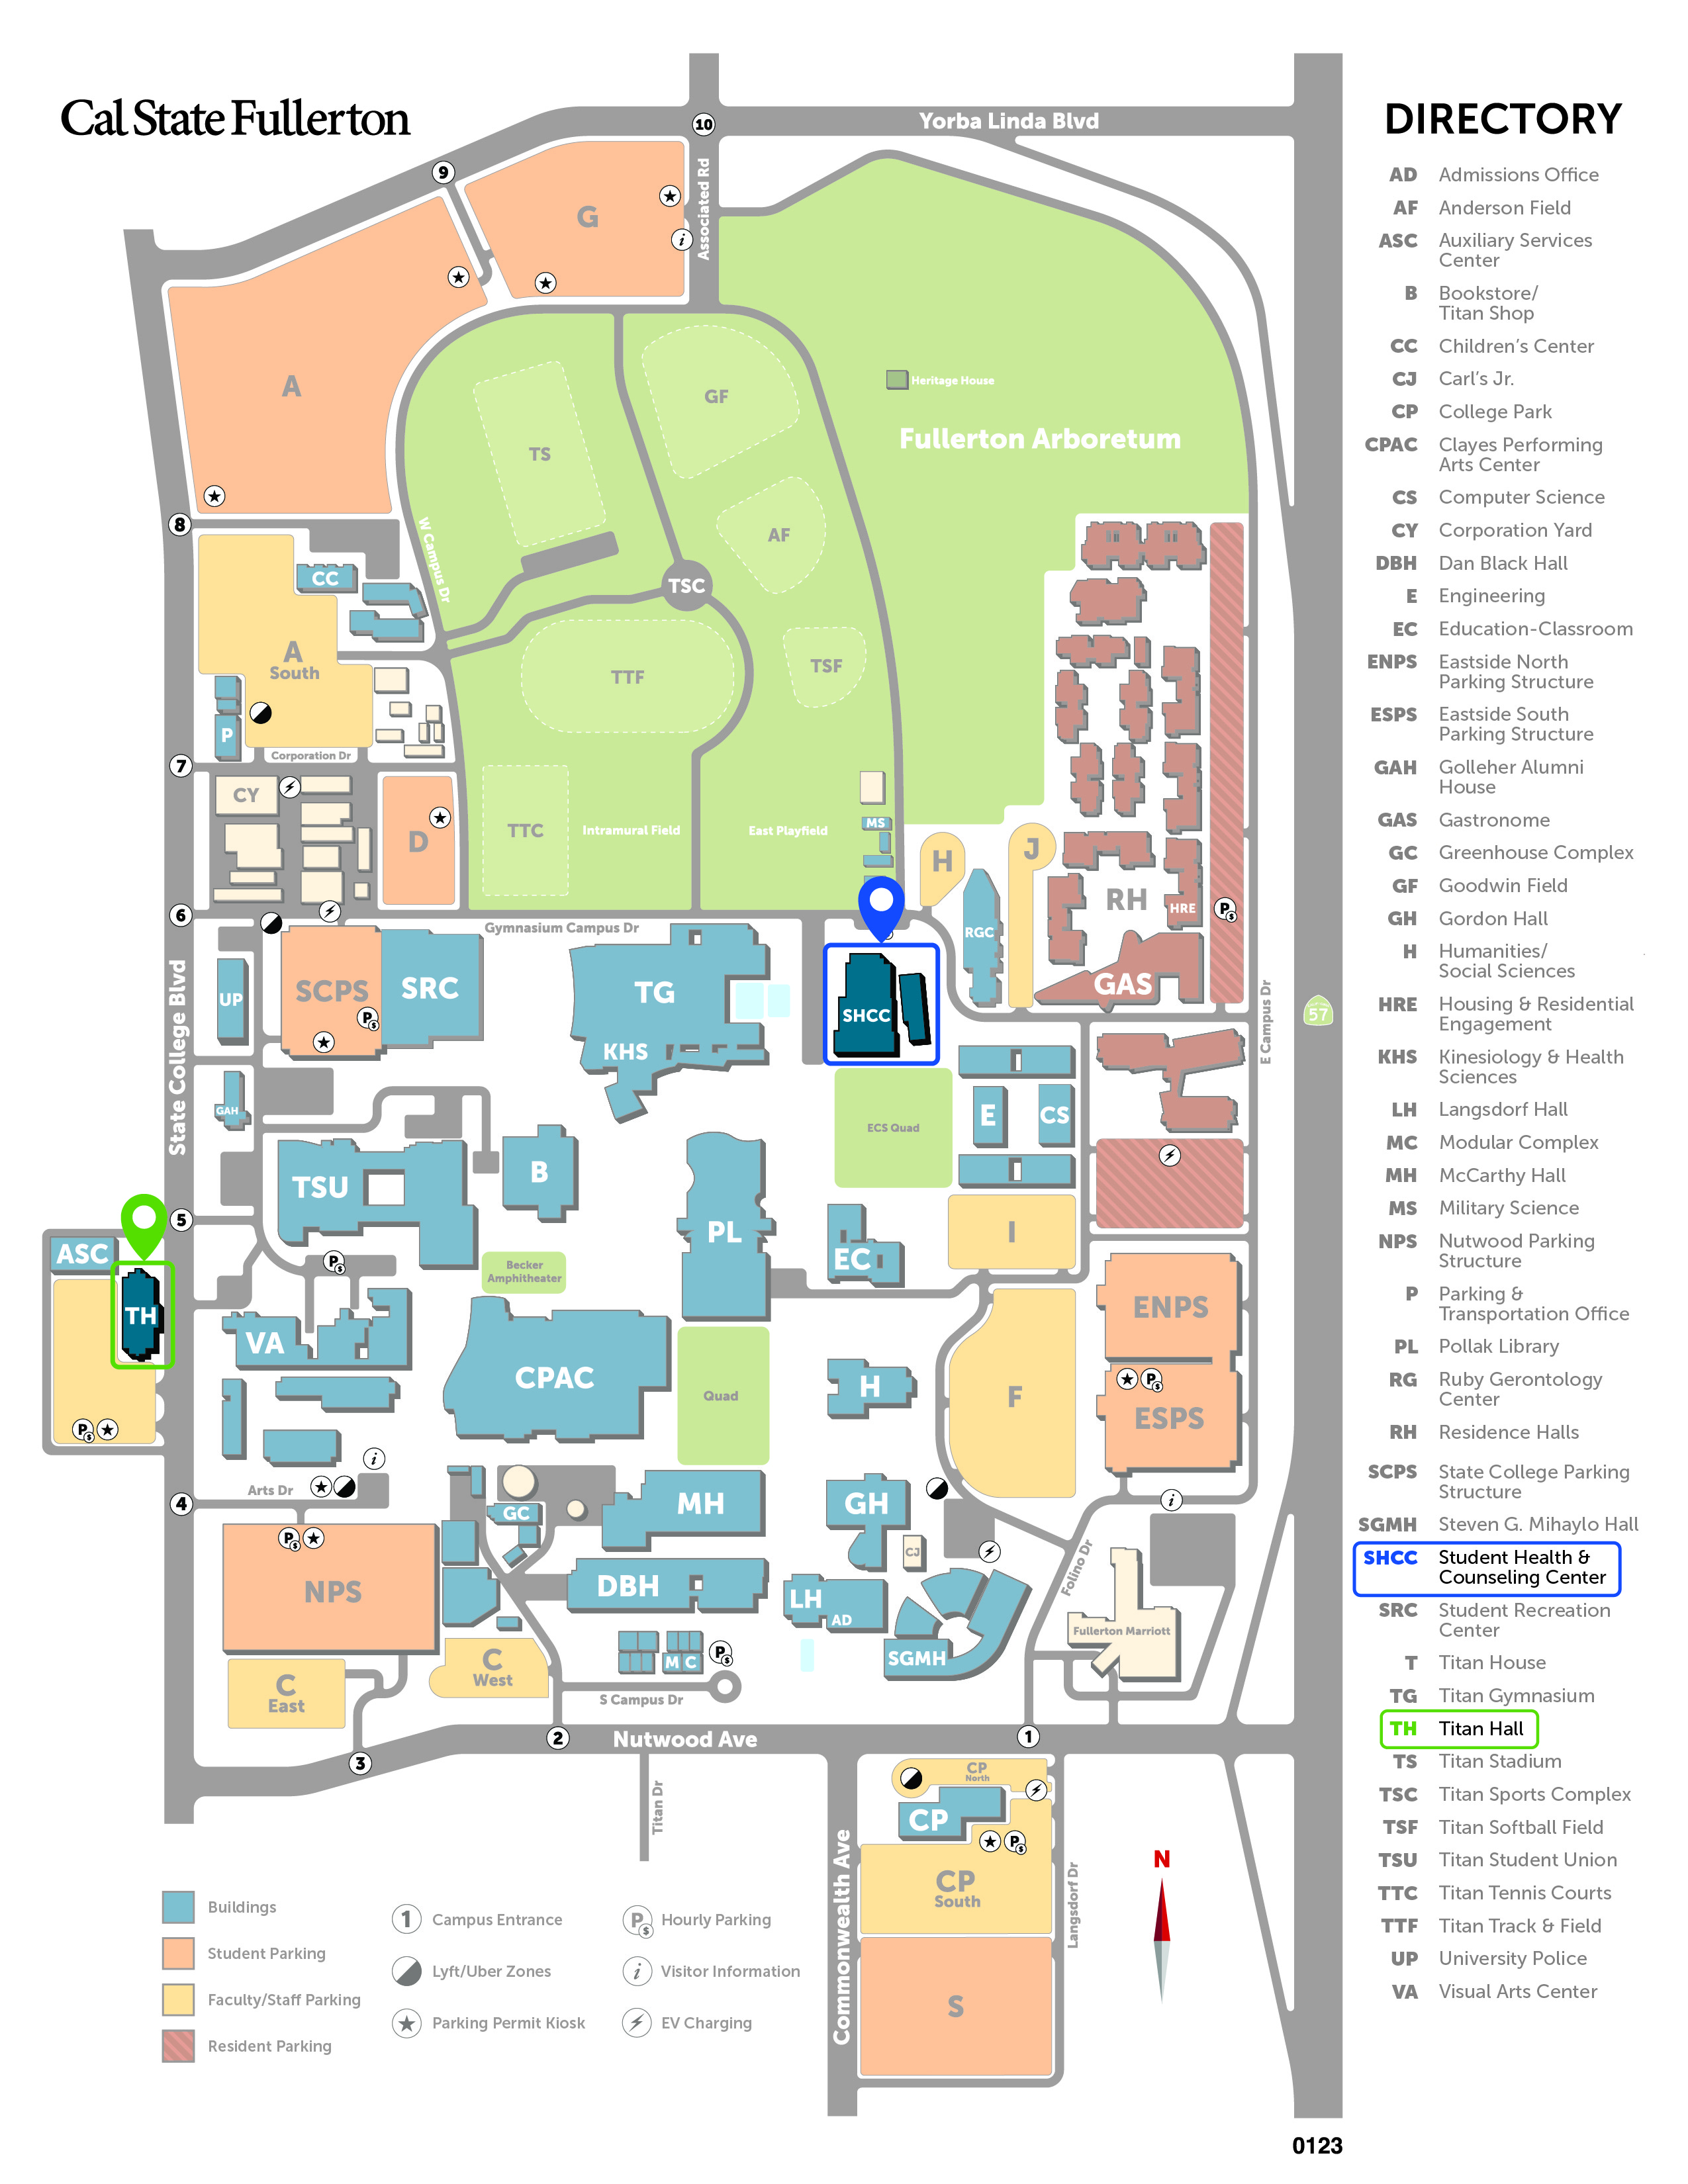 Cal State Fullerton
Yorba Linda Blvd
10
9
G
Associated Rd
i
A
GF
Heritage House
Fullerton Arboretum
TS
8
W Campus Dr
AF
CC
TSC
A
South
TSF
TTF
P
Corporation Dr
7
CY
D
TTC
Intramural Field
East Playfield
MS
H
J
RH
HRE
P$
6
Gymnasium Campus Dr
RGC
GAS
State College Blvd
UP
SCPS
P$
SRC
TG
KHS
SHCC
E Campus Dr
57
GAH
ECS Quad
E
CS
TSU
B
PL
5
ASC
P$
Becker
Amphitheater
EC
I
TH
VA
CPAC
Quad
H
F
ENPS
P$
ESPS
P$
i
4
Arts Dr
GC
MH
GH
CJ
i
P$
NPS
DBH
LH
AD
SGMH
Folino Dr
Fullerton Marriott
C
East
C
West
M C
P$
S Campus Dr
3
2
Nutwood Ave
1
Titan Dr
CP
North
CP
P$
CP
South
Commonwealth Ave
Langsdorf Dr
S
N
Buildings
Student Parking
Faculty/Staff Parking
Resident Parking
1 Campus Entrance
Lyft/Uber Zones
Parking Permit Kiosk
P$ Hourly Parking
i Visitor Information
EV Charging
DIRECTORY
AD Admissions Office
AF Anderson Field
ASC Auxiliary Services
Center
B Bookstore/
Titan Shop
CC Children's Center
CJ Carl's Jr.
CP College Park
CPAC Clayes Performing
Arts Center
CS Computer Science
CY Corporation Yard
DBH Dan Black Hall
E Engineering
EC Education-Classroom
ENPS Eastside North
Parking Structure
ESPS Eastside South
Parking Structure
GAH Golleher Alumni
House
GAS Gastronome
GC Greenhouse Complex
GF Goodwin Field
GH Gordon Hall
H Humanities/
Social Sciences
HRE Housing & Residential
Engagement
KHS Kinesiology & Health
Sciences
LH Langsdorf Hall
MC Modular Complex
MH McCarthy Hall
MS Military Science
NPS Nutwood Parking
Structure
P Parking &
Transportation Office
PL Pollak Library
RG Ruby Gerontology
Center
RH Residence Halls
SCPS State College Parking
Structure
SGMH Steven G. Mihaylo Hall
SHCC Student Health &
Counseling Center
SRC Student Recreation
Center
T Titan House
TG Titan Gymnasium
TH Titan Hall
TS Titan Stadium
TSC Titan Sports Complex
TSF Titan Softball Field
TSU Titan Student Union
TTC Titan Tennis Courts
TTF Titan Track & Field
UP University Police
VA Visual Arts Center
0123